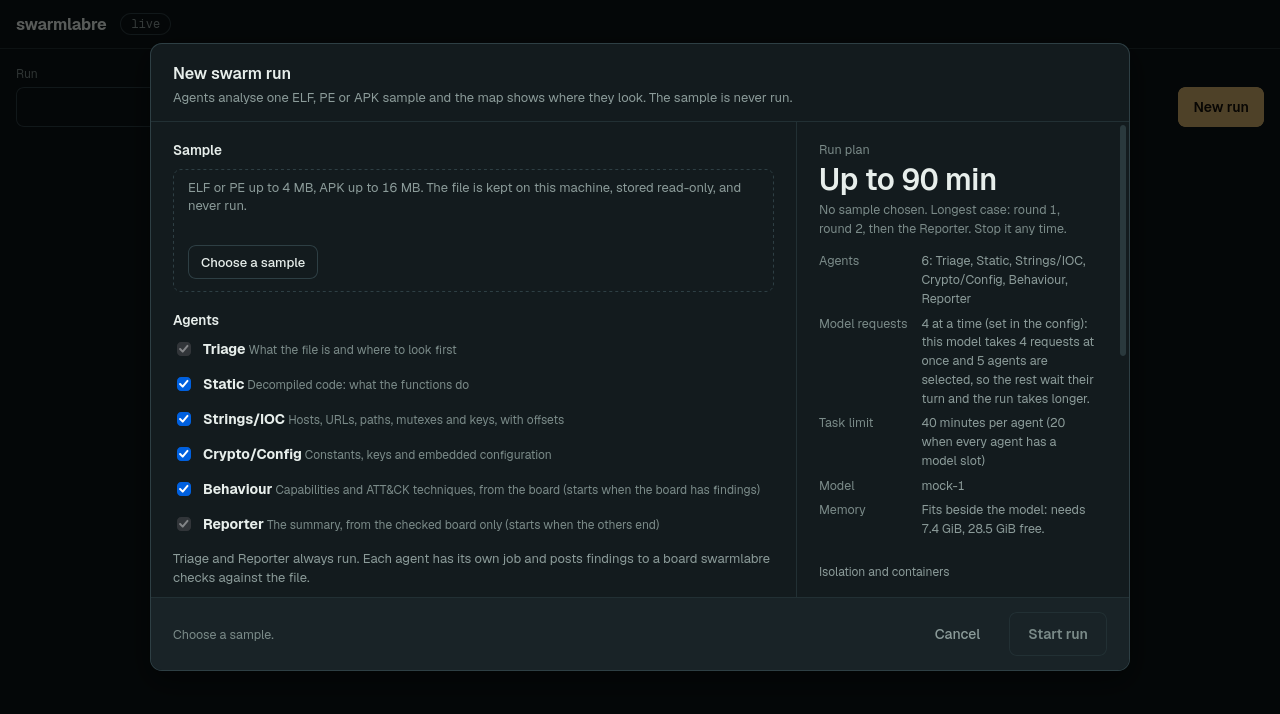 swarmlabre
live
Run
New run
New swarm run
Agents analyse one ELF, PE or APK sample and the map shows where they look. The sample is never run.
Sample
ELF or PE up to 4 MB, APK up to 16 MB. The file is kept on this machine, stored read-only, and
never run.
Choose a sample
Agents
Triage What the file is and where to look first
Static Decompiled code: what the functions do
Strings/IOC Hosts, URLs, paths, mutexes and keys, with offsets
Crypto/Config Constants, keys and embedded configuration
Behaviour Capabilities and ATT&CK techniques, from the board (starts when the board has findings)
Reporter The summary, from the checked board only (starts when the others end)
Triage and Reporter always run. Each agent has its own job and posts findings to a board swarmlabre
checks against the file.
Run plan
Up to 90 min
No sample chosen. Longest case: round 1,
round 2, then the Reporter. Stop it any time.
Agents
6: Triage, Static, Strings/IOC,
Crypto/Config, Behaviour,
Reporter
Model requests
4 at a time (set in the config):
this model takes 4 requests at
once and 5 agents are
selected, so the rest wait their
turn and the run takes longer.
Task limit
40 minutes per agent (20
when every agent has a
model slot)
Model
mock-1
Memory
Fits beside the model: needs
7.4 GiB, 28.5 GiB free.
Isolation and containers
Choose a sample.
Cancel
Start run